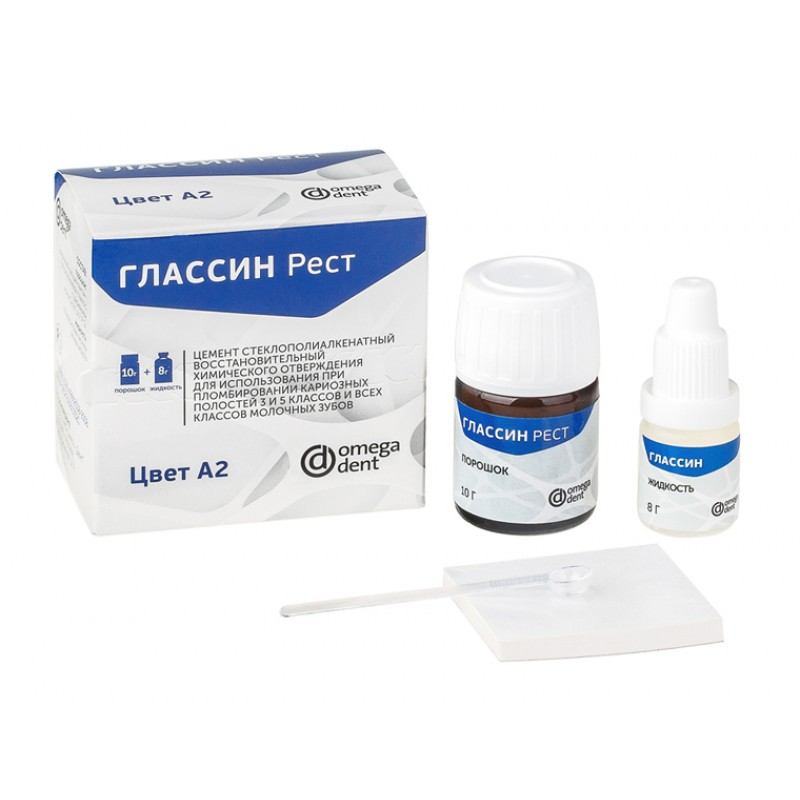 ГЛАССИН РЕСТ
Цвет А2
omega
dent
ГЛАССИН РЕСТ
10г + 8г
порошок жидкость
ЦЕМЕНТ СТЕКЛОПОЛИАЛКЕНАТНЫЙ
ВОССТАНОВИТЕЛЬНЫЙ
ХИМИЧЕСКОГО ОТВЕРЖДЕНИЯ
ДЛЯ ИСПОЛЬЗОВАНИЯ ПРИ
ПЛОМБИРОВАНИИ КАРИОЗНЫХ
ПОЛОСТЕЙ 3 И 5 КЛАССОВ И ВСЕХ
КЛАССОВ МОЛОЧНЫХ ЗУБОВ
Цвет А2
omega
dent
ГЛАССИН РЕСТ
ПОРОШОК
10 Г
omega
dent
ГЛАССИН
ЖИДКОСТЬ
8 Г
omega
dent